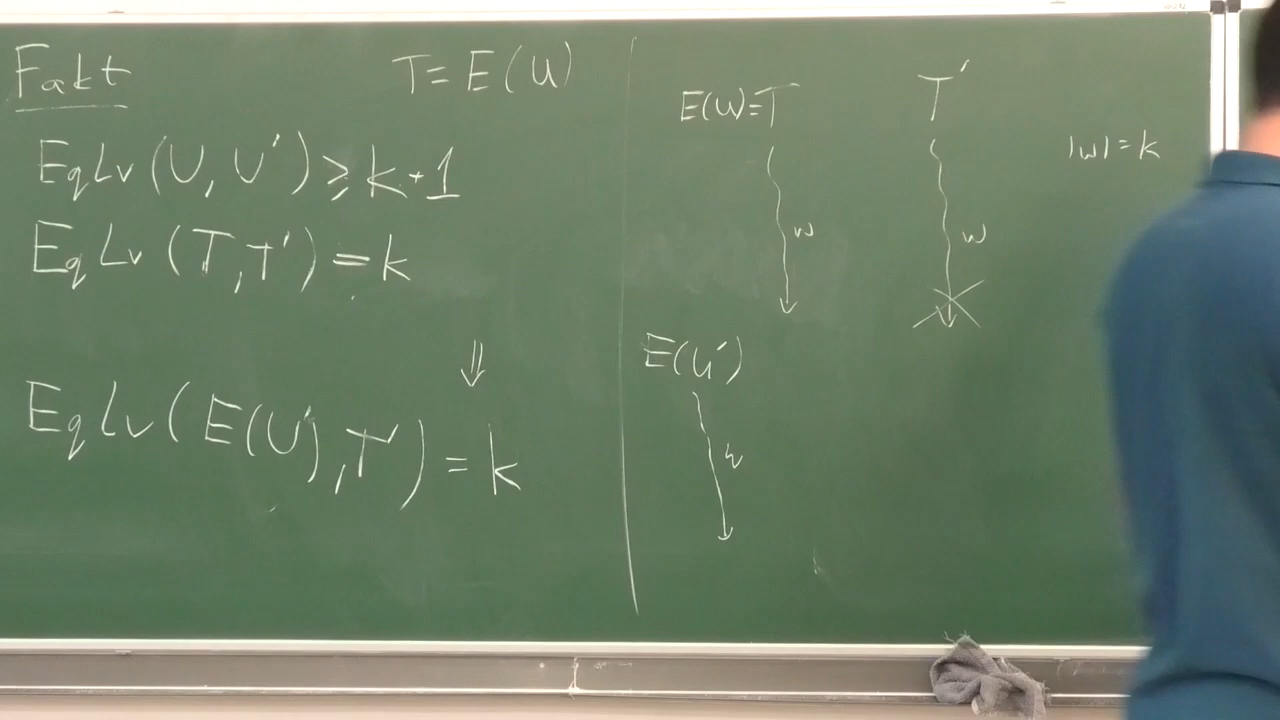 Fakt
T = E(U)
EqLv(U, U') ≥ k+1
EqLv(T, T') = k
⇓
EqLv(E(U'), T') = k
E(U) = T
T'
|w| = k
w
w
E(U')
w